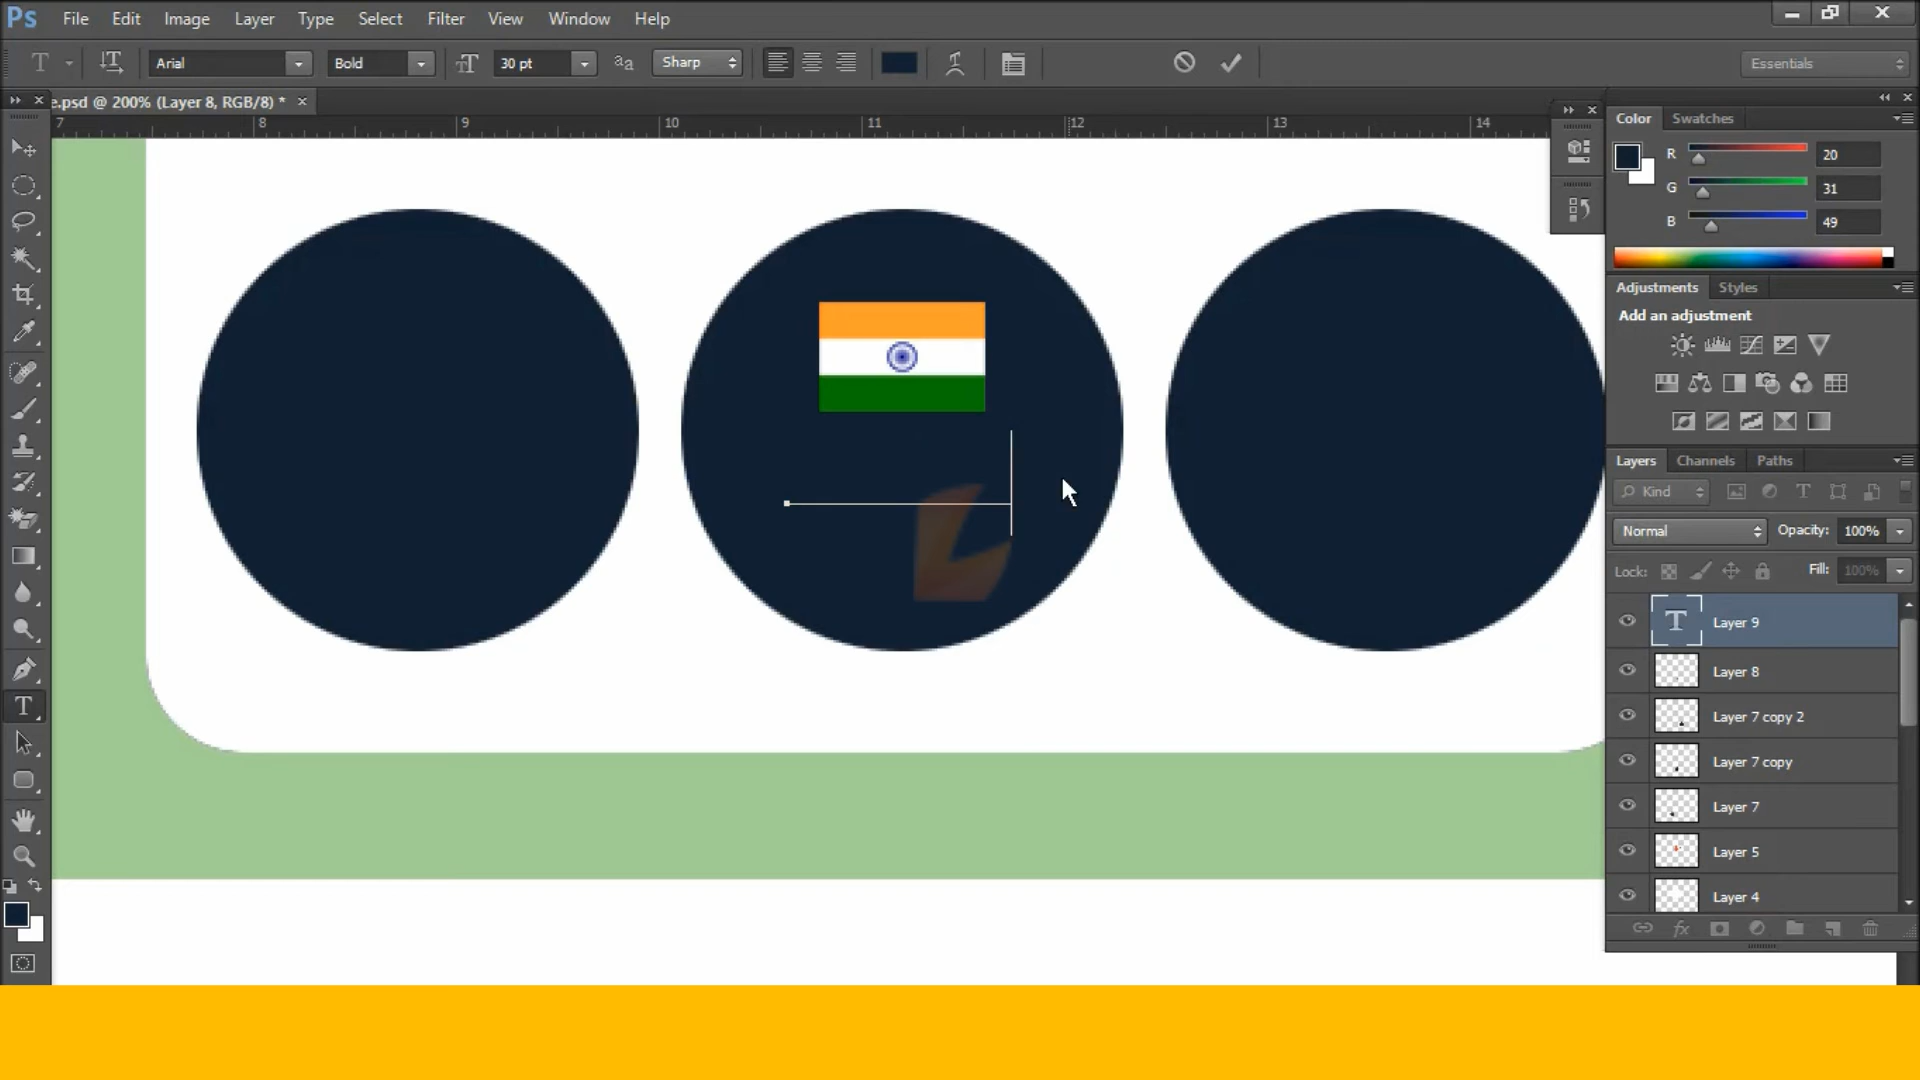 Ps File Edit Image Layer Type Select Filter View Window Help
T Arial Bold 30 pt aa Sharp Essentials
e.psd @ 200% (Layer 8, RGB/8) *
7 8 9 10 11 12 13 14
Color Swatches
R 20
G 31
B 49
Adjustments Styles
Add an adjustment
Layers Channels Paths
Kind
Normal Opacity: 100%
Lock: Fill: 100%
Layer 9
Layer 8
Layer 7 copy 2
Layer 7 copy
Layer 7
Layer 5
Layer 4